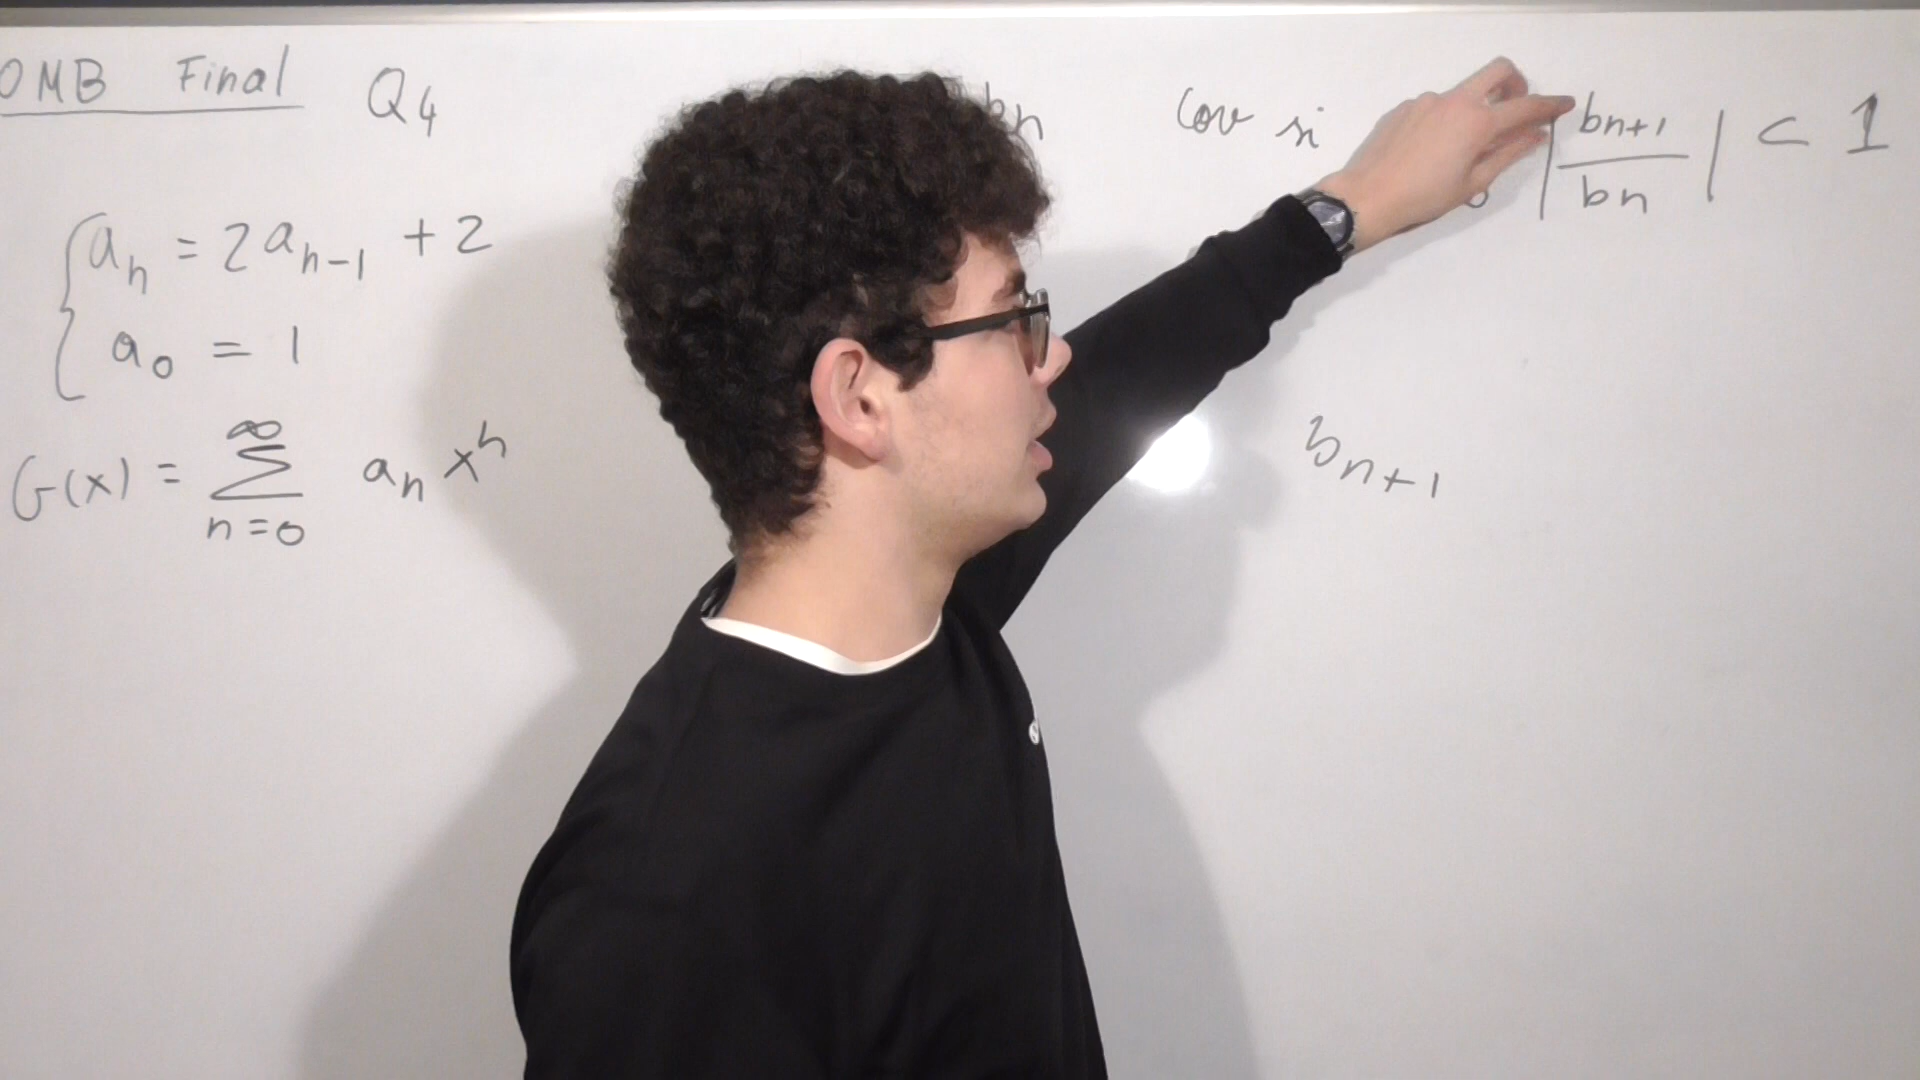 OMB Final Q4
bn cov si | bn+1 / bn | < 1
{ an = 2an-1 + 2
a0 = 1
G(x) = ∞ Σ n=0 an x^n
bn+1